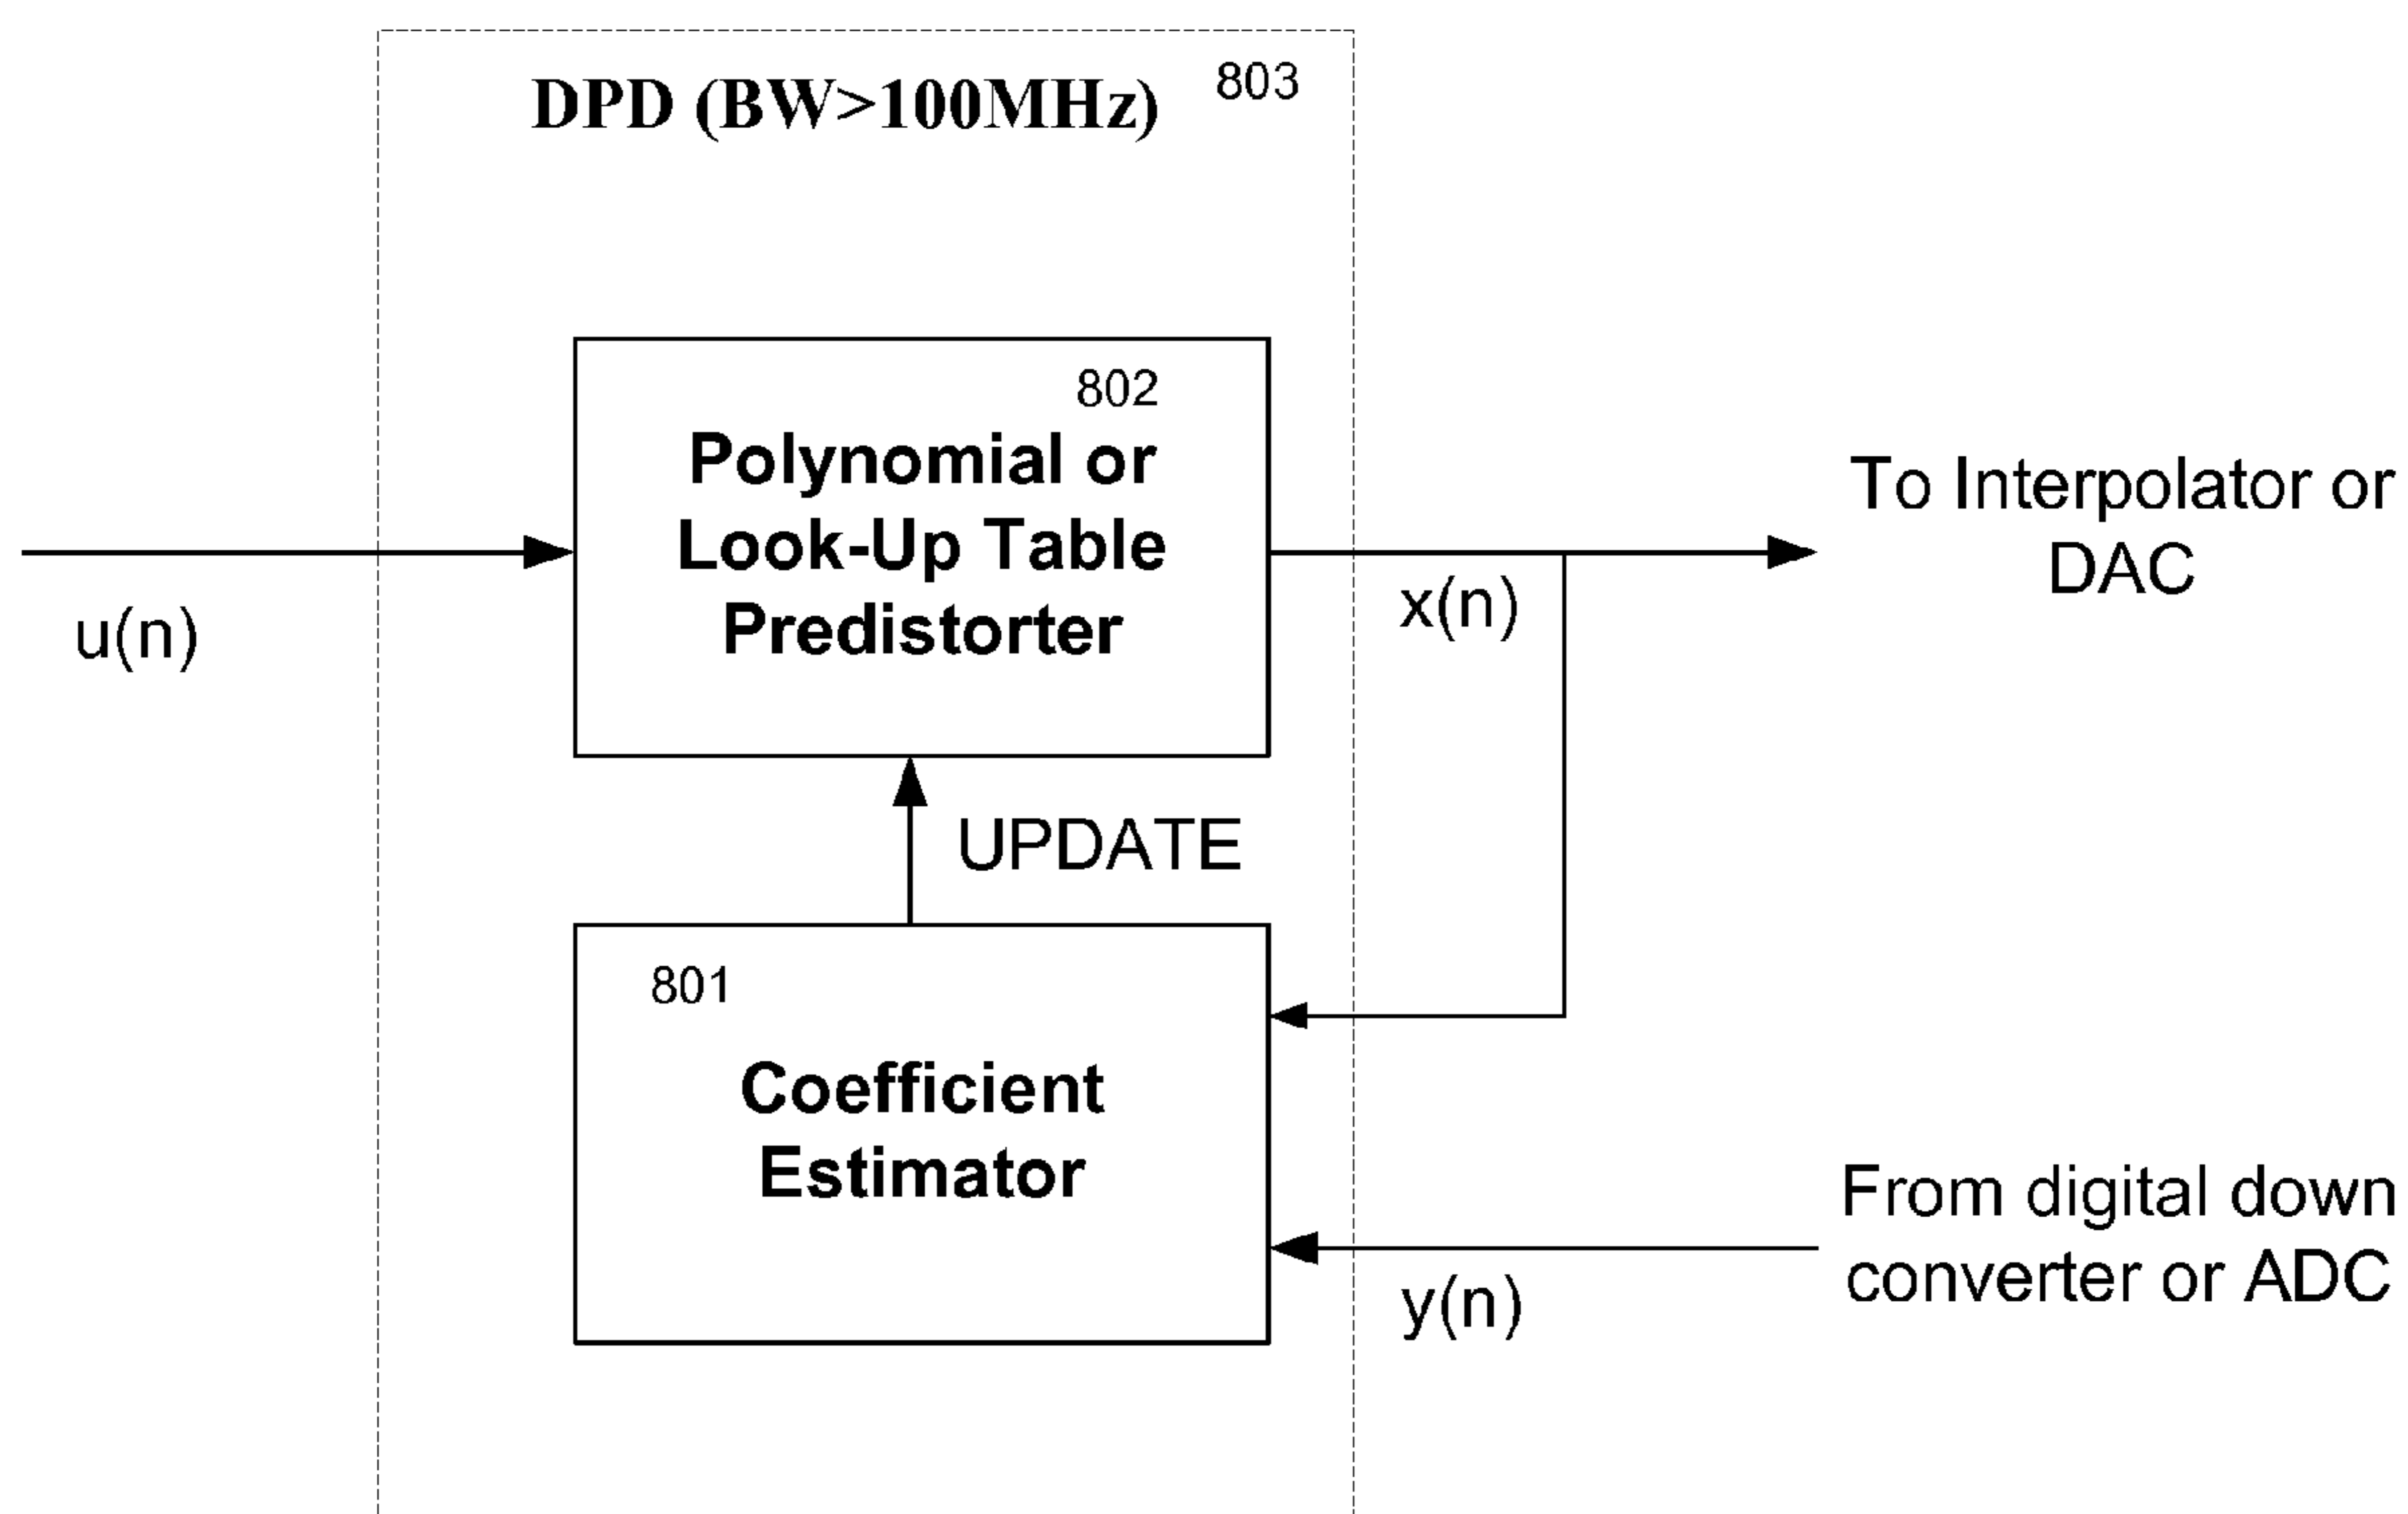 DPD (BW>100MHz)
803
802
Polynomial or
Look-Up Table
Predistorter
u(n)
x(n)
To Interpolator or
DAC
UPDATE
801
Coefficient
Estimator
y(n)
From digital down
converter or ADC